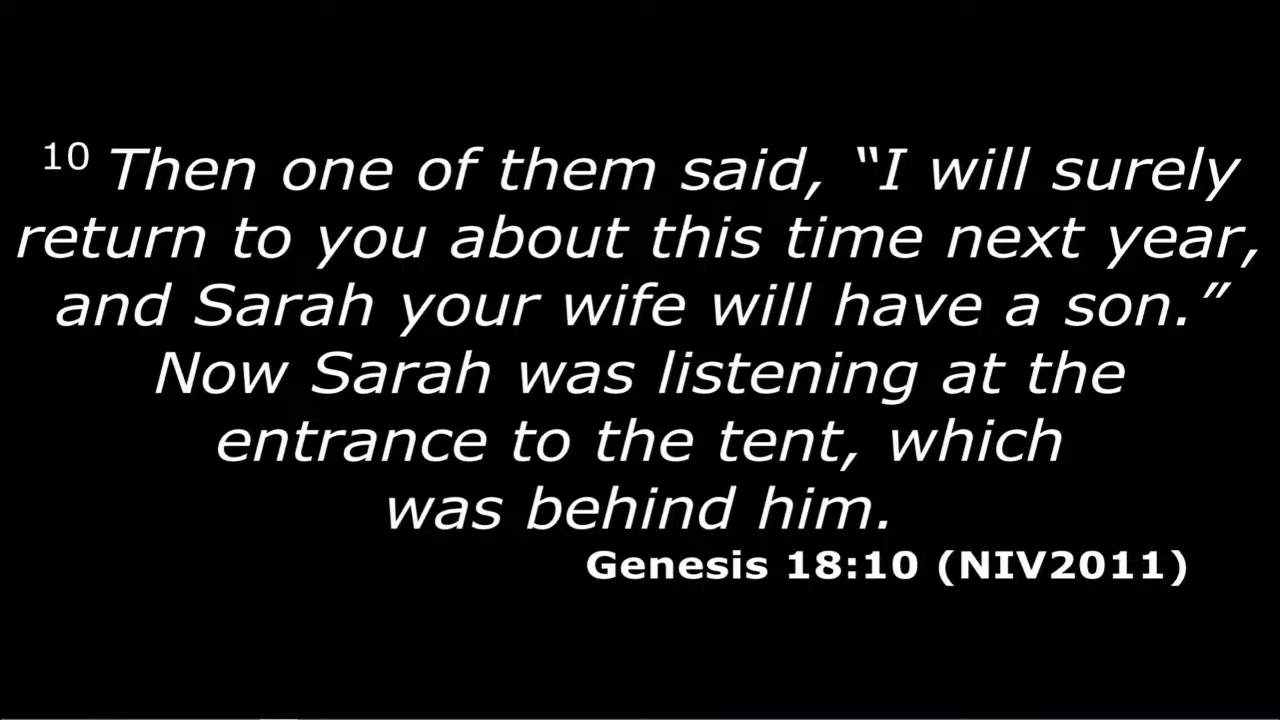 10 Then one of them said, “I will surely
return to you about this time next year,
and Sarah your wife will have a son.”
Now Sarah was listening at the
entrance to the tent, which
was behind him.
Genesis 18:10 (NIV2011)